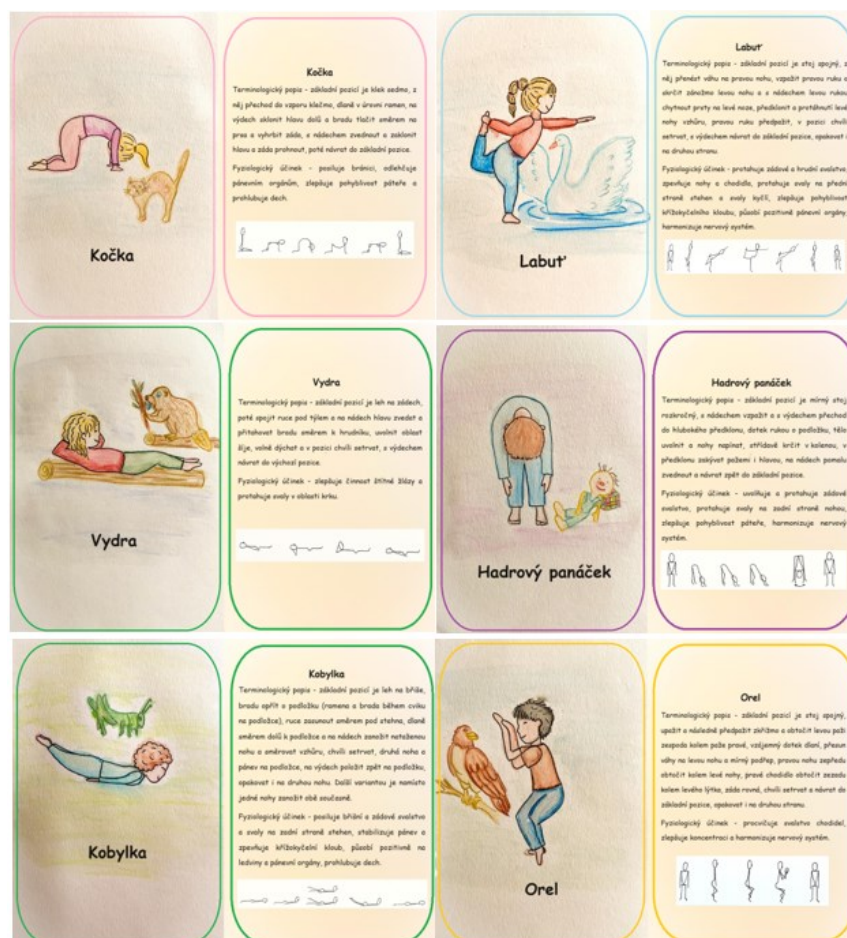 Kočka
Kočka
Terminologický popis - základní pozicí je klek sedmo, z
něj přechod do vzporu klečmo, dlaně v úrovni ramen, na
výdech sklonit hlavu dolů a bradu tlačit směrem na
prsa a vyhrbit záda, s nádechem zvednout a zaklonit
hlavu a záda prohnout, poté návrat do základní pozice.
Fyziologický účinek - posiluje bránici, odlehčuje
pánevním orgánům, zlepšuje pohyblivost páteře a
prohlubuje dech.
Labuť
Labuť
Terminologický popis - základní pozicí je stoj spojný, z
něj přenést váhu na pravou nohu, vzpažit pravou ruku a
skrčit zánožmo levou nohu a s nádechem levou rukou
chytnout prsty na levé noze, předklonit a protáhnutí levé
nohy vzhůru, pravou ruku předpažit, v pozici chvíli
setrvat, s výdechem návrat do základní pozice, opakovat i
na druhou stranu.
Fyziologický účinek - protahuje zádové a hrudní svalstvo,
zpevňuje nohy a chodidla, protahuje svaly na přední
straně stehen a svaly kyčlí, zlepšuje pohyblivost
křížokyčelního kloubu, působí pozitivně pánevní orgány,
harmonizuje nervový systém.
Vydra
Vydra
Terminologický popis - základní pozicí je leh na zádech,
poté spojit ruce pod týlem a na nádech hlavu zvedat a
přitahovat bradu směrem k hrudníku, uvolnit oblast
šíje, volně dýchat a v pozici chvíli setrvat, s výdechem
návrat do výchozí pozice.
Fyziologický účinek - zlepšuje činnost štítné žlázy a
protahuje svaly v oblasti krku.
Hadrový panáček
Hadrový panáček
Terminologický popis - základní pozicí je mírný stoj
rozkročný, s nádechem vzpažit a s výdechem přechod
do hlubokého předklonu, dotek rukou o podložku, tělo
uvolnit a nohy napínat, střídavě krčit v kolenou, v
předklonu zakývat pažemi i hlavou, na nádech pomalu
zvednout a návrat zpět do základní pozice.
Fyziologický účinek - uvolňuje a protahuje zádové
svalstvo, protahuje svaly na zadní straně nohou,
zlepšuje pohyblivost páteře, harmonizuje nervový
systém.
Kobylka
Kobylka
Terminologický popis - základní pozicí je leh na břiše,
bradu opřít o podložku (ramena a brada během cviku
na podložce), ruce zasunout směrem pod stehna, dlaně
směrem dolů k podložce a na nádech zanožit nataženou
nohu a směrovat vzhůru, chvíli setrvat, druhá noha a
pánev na podložce, na výdech položit zpět na podložku,
opakovat i na druhou nohu. Další variantou je namísto
jedné nohy zanožit obě současně.
Fyziologický účinek - posiluje břišní a zádové svalstvo
a svaly na zadní straně stehen, stabilizuje pánev a
zpevňuje křížokyčelní kloub, působí pozitivně na
ledviny a pánevní orgány, prohlubuje dech.
Orel
Orel
Terminologický popis - základní pozicí je stoj spojný,
upažit a následně předpažit zkřížmo a obtočit levou paži
zespoda kolem paže pravé, vzájemný dotek dlaní, přesun
váhy na levou nohu a mírný podřep, pravou nohu zepředu
obtočit kolem levé nohy, prsté chodidlo obtočit zezadu
kolem levého lýtka, záda rovná, chvíli setrvat a návrat do
základní pozice, opakovat i na druhou stranu.
Fyziologický účinek - procvičuje svalstvo chodidel,
zlepšuje koncentraci a harmonizuje nervový systém.